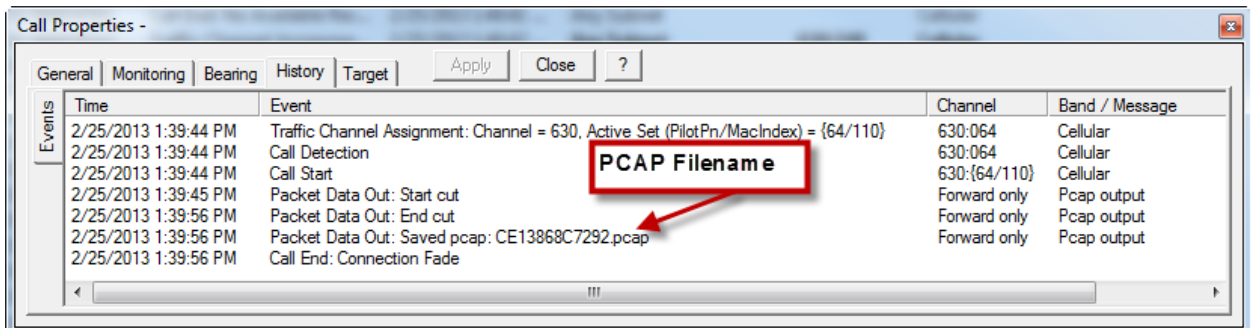 Call Properties -
Apply Close ?
General Monitoring Bearing History Target
Events
Time Event Channel Band / Message
2/25/2013 1:39:44 PM Traffic Channel Assignment: Channel = 630, Active Set (PilotPn/MacIndex) = {64/110} 630:064 Cellular
2/25/2013 1:39:44 PM Call Detection 630:064 Cellular
2/25/2013 1:39:44 PM Call Start 630:{64/110} Cellular
2/25/2013 1:39:45 PM Packet Data Out: Start cut Forward only Pcap output
2/25/2013 1:39:56 PM Packet Data Out: End cut Forward only Pcap output
2/25/2013 1:39:56 PM Packet Data Out: Saved pcap: CE13868C7292.pcap Forward only Pcap output
2/25/2013 1:39:56 PM Call End: Connection Fade
PCAP Filename